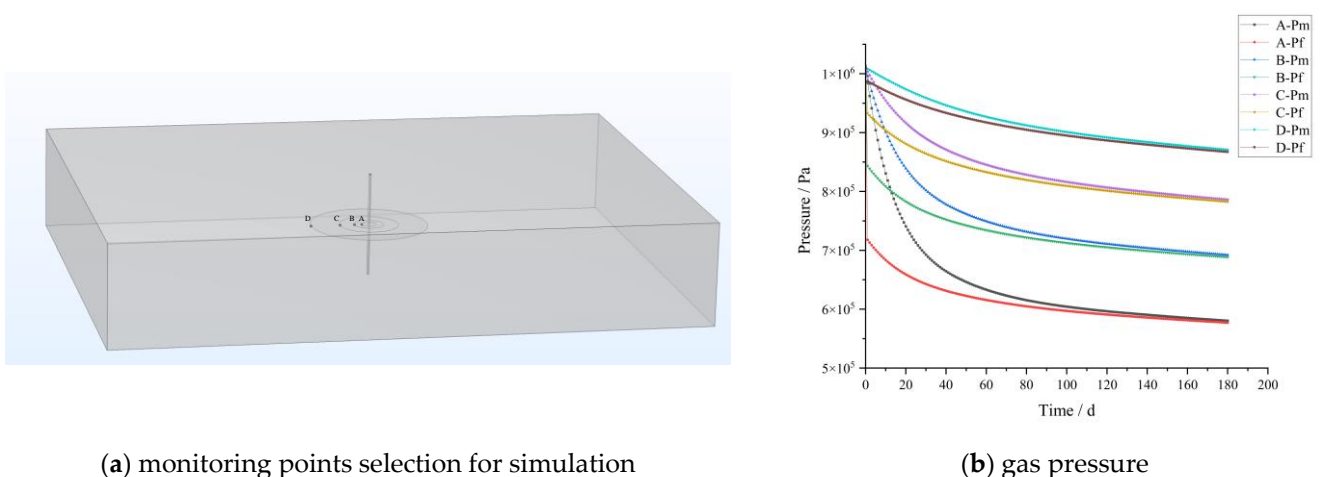 D C B A
A-Pm
A-Pf
B-Pm
B-Pf
C-Pm
C-Pf
D-Pm
D-Pf
Pressure / Pa
1×10⁶
9×10⁵
8×10⁵
7×10⁵
6×10⁵
5×10⁵
0 20 40 60 80 100 120 140 160 180 200
Time / d
(a) monitoring points selection for simulation
(b) gas pressure